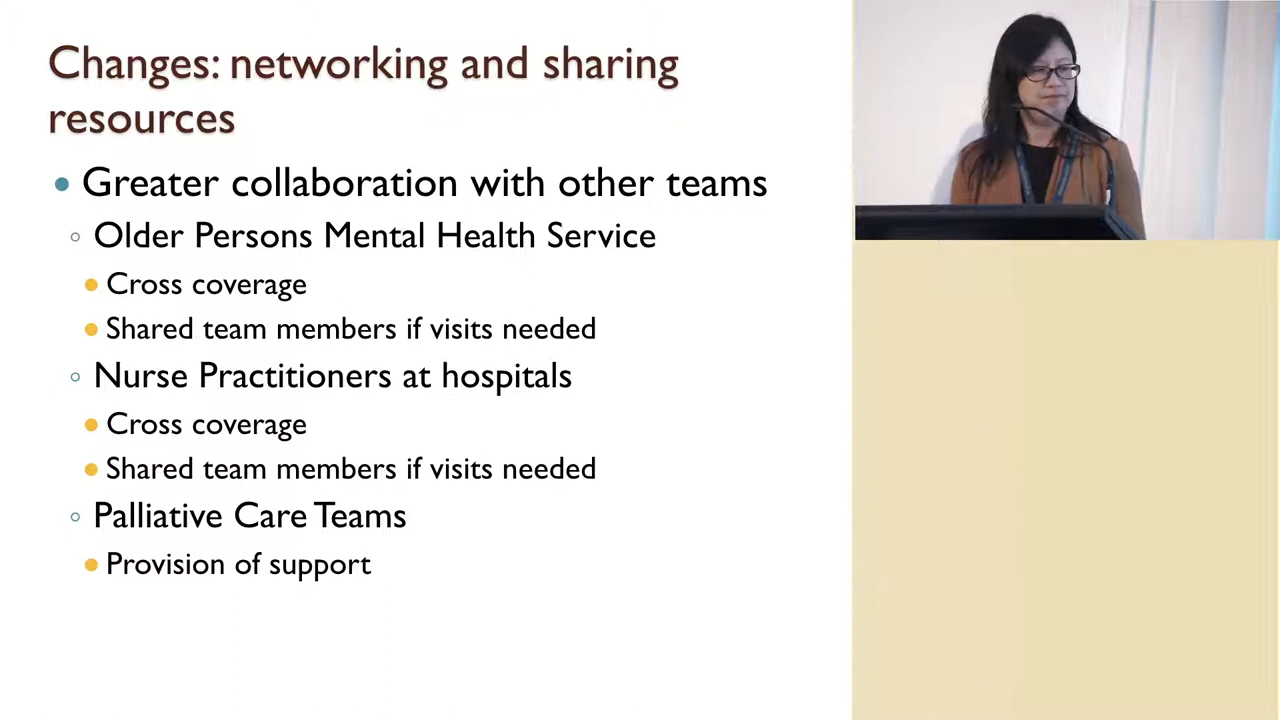 Changes: networking and sharing
resources
Greater collaboration with other teams
Older Persons Mental Health Service
Cross coverage
Shared team members if visits needed
Nurse Practitioners at hospitals
Cross coverage
Shared team members if visits needed
Palliative Care Teams
Provision of support